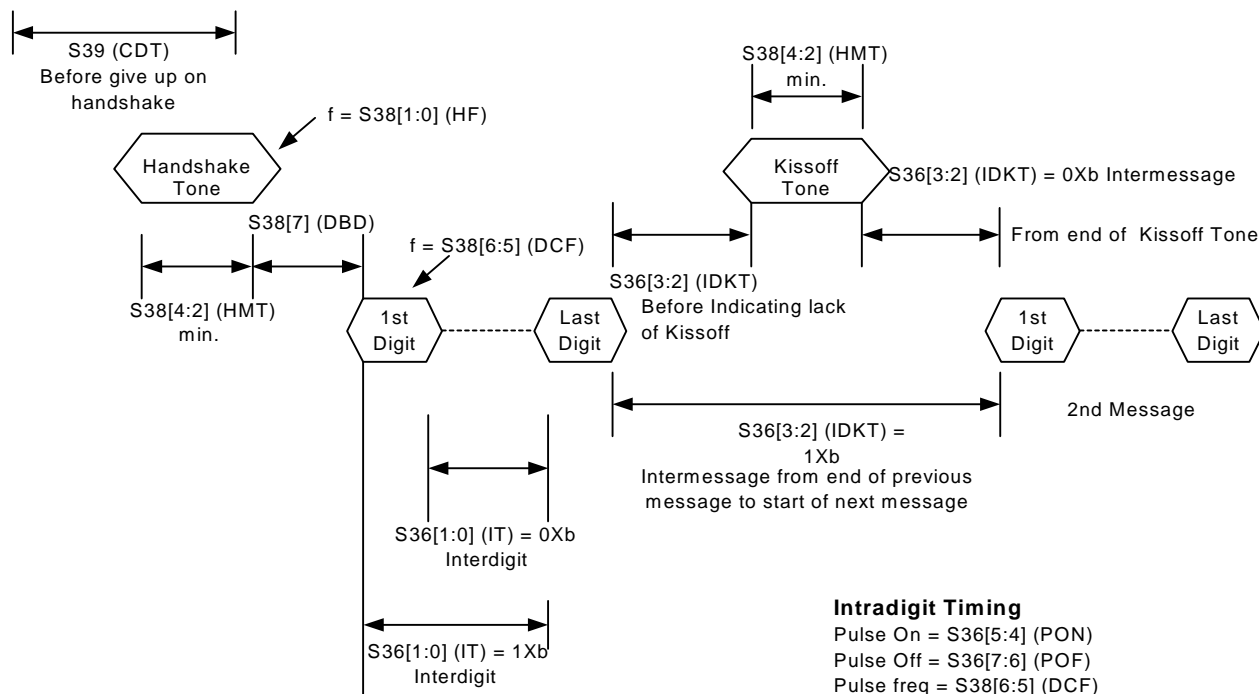 S39 (CDT)
Before give up on
handshake
S38[4:2] (HMT)
min.
f = S38[1:0] (HF)
Handshake
Tone
Kissoff
Tone
S36[3:2] (IDKT) = 0Xb Intermessage
S38[7] (DBD)
f = S38[6:5] (DCF)
From end of Kissoff Tone
S38[4:2] (HMT)
min.
S36[3:2] (IDKT)
Before Indicating lack
of Kissoff
1st
Digit
Last
Digit
1st
Digit
Last
Digit
2nd Message
S36[3:2] (IDKT) =
1Xb
Intermessage from end of previous
message to start of next message
S36[1:0] (IT) = 0Xb
Interdigit
S36[1:0] (IT) = 1Xb
Interdigit
Intradigit Timing
Pulse On = S36[5:4] (PON)
Pulse Off = S36[7:6] (POF)
Pulse freq = S38[6:5] (DCF)